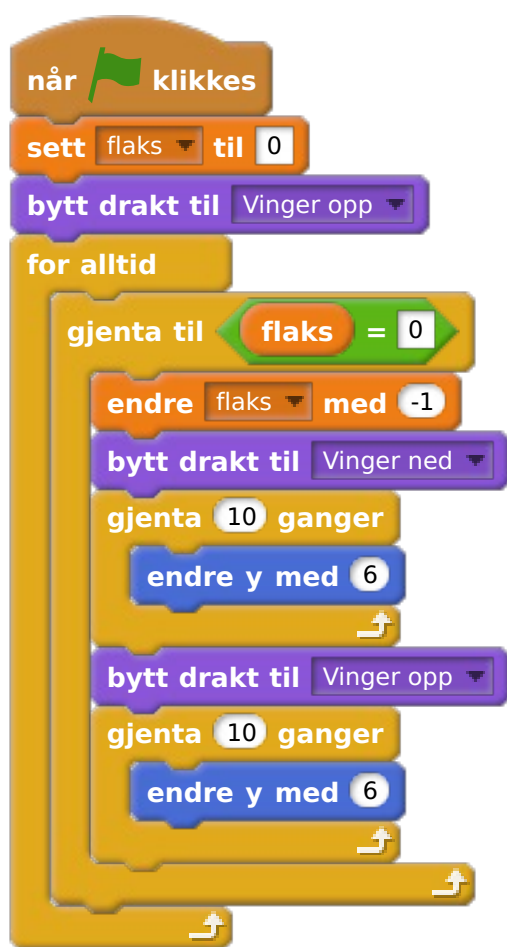 når klikkes
sett flaks til 0
bytt drakt til Vinger opp
for alltid
gjenta til flaks = 0
endre flaks med -1
bytt drakt til Vinger ned
gjenta 10 ganger
endre y med 6
bytt drakt til Vinger opp
gjenta 10 ganger
endre y med 6